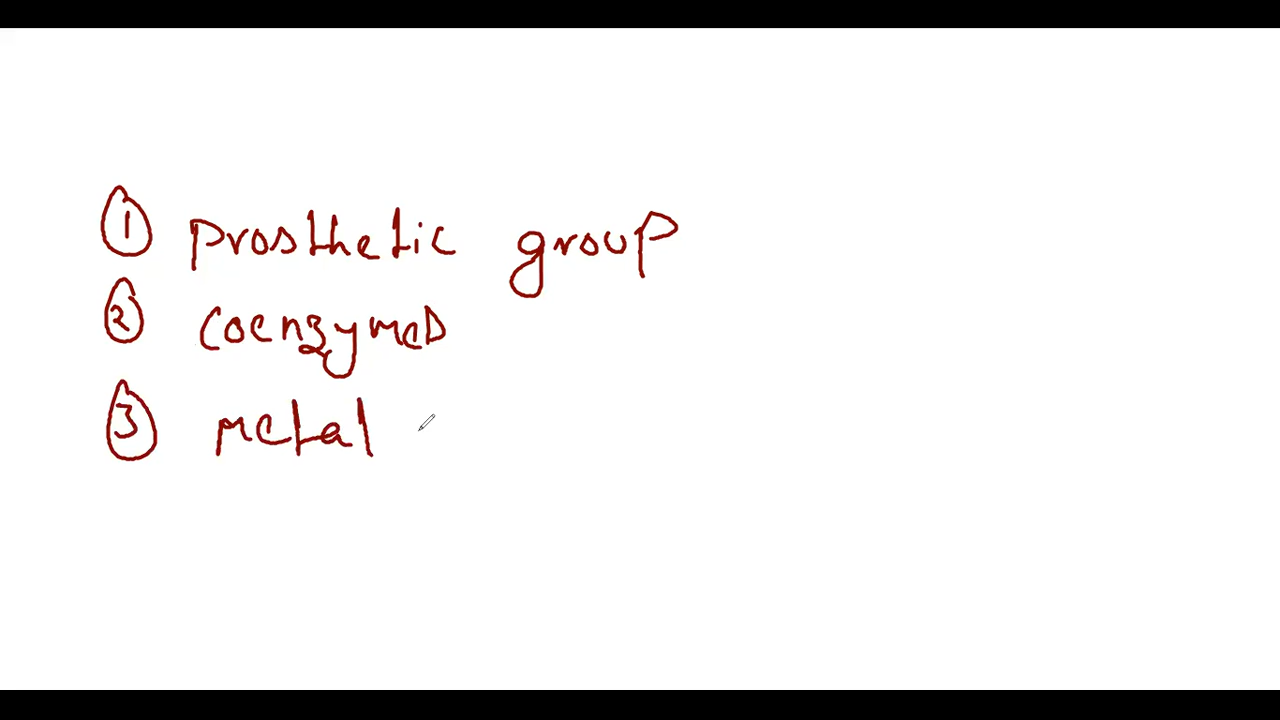 ① Prosthetic group
② Coenzymes
③ metal